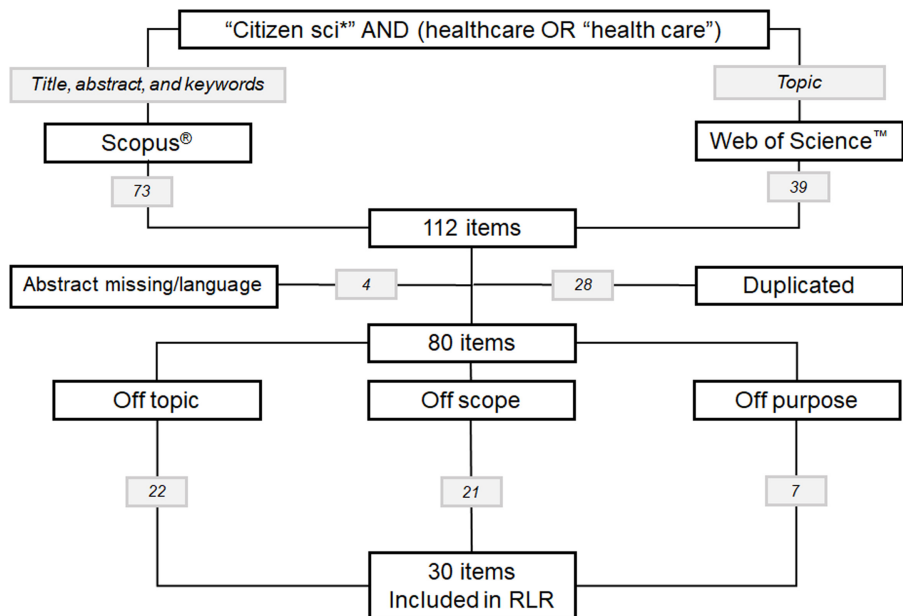 “Citizen sci*” AND (healthcare OR “health care”)
Title, abstract, and keywords
Topic
Scopus®
Web of Science™
73
39
112 items
Abstract missing/language
4
28
Duplicated
80 items
Off topic
Off scope
Off purpose
22
21
7
30 items
Included in RLR